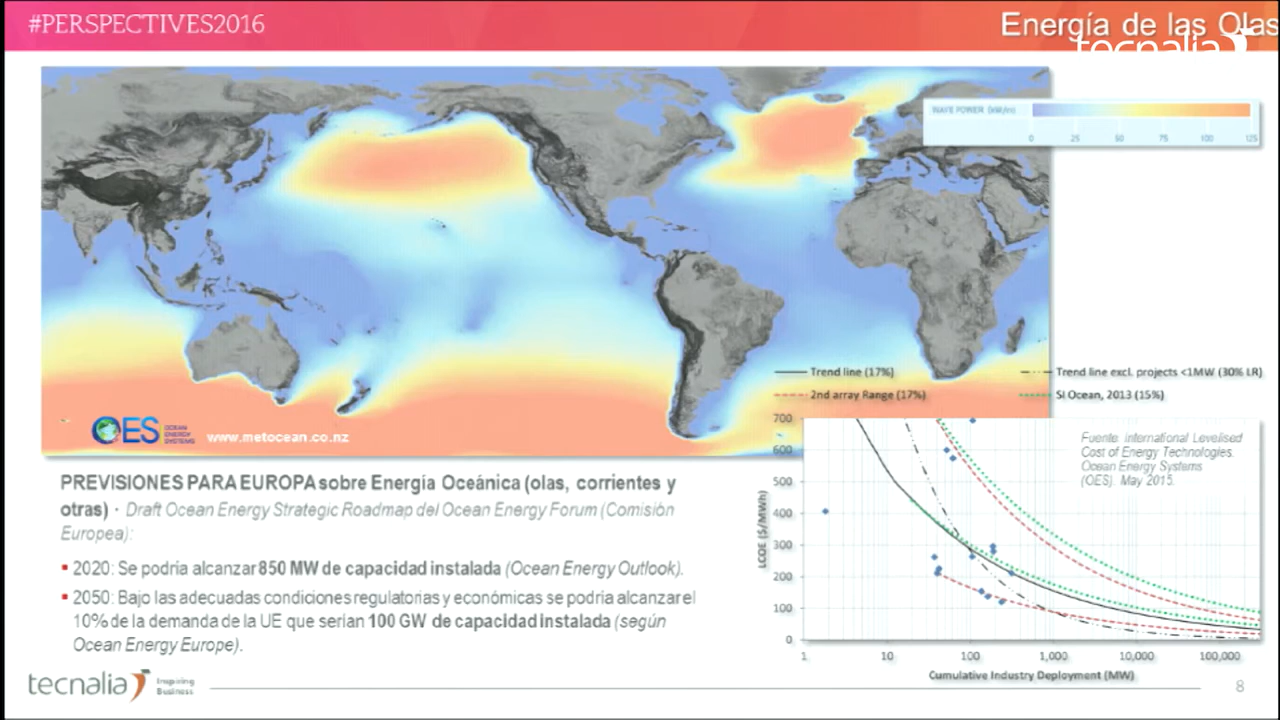 #PERSPECTIVES2016
Energía de las Olas
tecnalia
WAVE POWER (kW/m)
0 25 50 75 100 125
OES OCEAN ENERGY SYSTEMS
www.metocean.co.nz
Trend line (17%)
Trend line excl. projects <1MW (30% LR)
2nd array Range (17%)
SI Ocean, 2013 (15%)
700
600
500
400
300
200
100
0
LCOE ($/MWh)
Fuente: International Levelised
Cost of Energy Technologies.
Ocean Energy Systems
(OES). May 2015.
1 10 100 1,000 10,000 100,000
Cumulative Industry Deployment (MW)
PREVISIONES PARA EUROPA sobre Energía Oceánica (olas, corrientes y
otras) - Draft Ocean Energy Strategic Roadmap del Ocean Energy Forum (Comisión
Europea):
▪ 2020: Se podría alcanzar 850 MW de capacidad instalada (Ocean Energy Outlook).
▪ 2050: Bajo las adecuadas condiciones regulatorias y económicas se podría alcanzar el
10% de la demanda de la UE que serían 100 GW de capacidad instalada (según
Ocean Energy Europe).
tecnalia Inspiring
Business
8